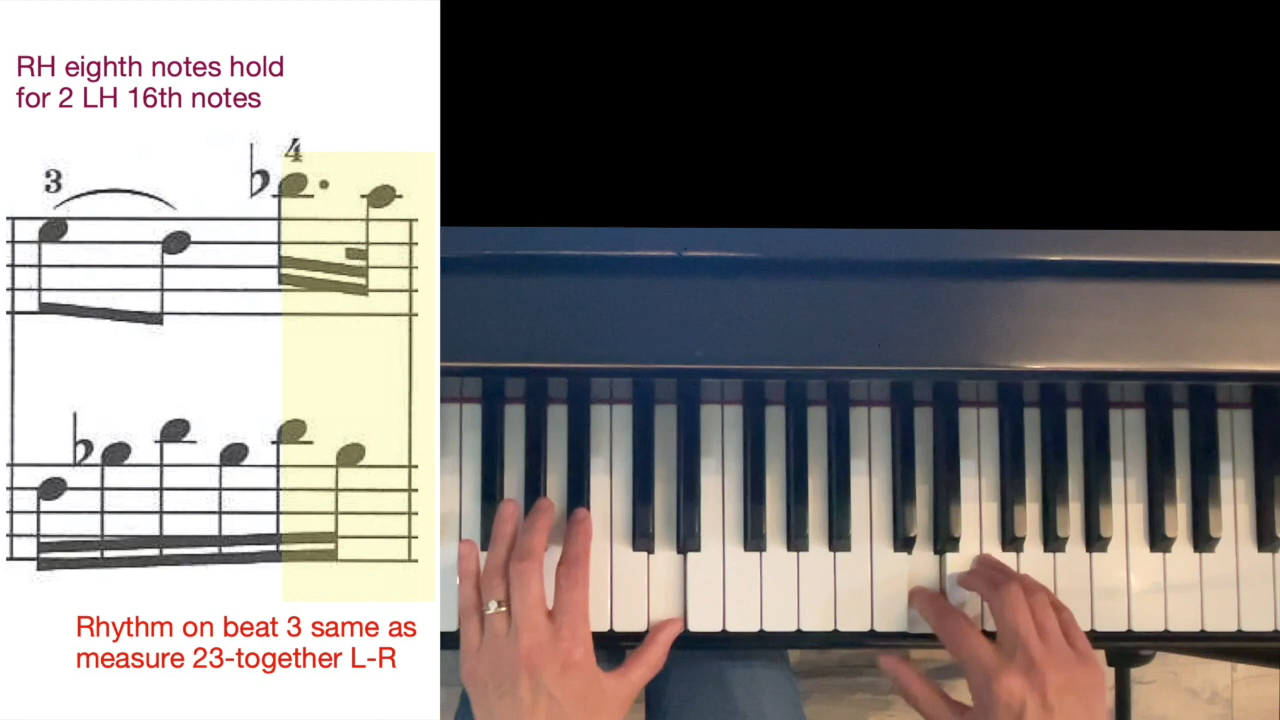 RH eighth notes hold
for 2 LH 16th notes
3
4
Rhythm on beat 3 same as
measure 23-together L-R